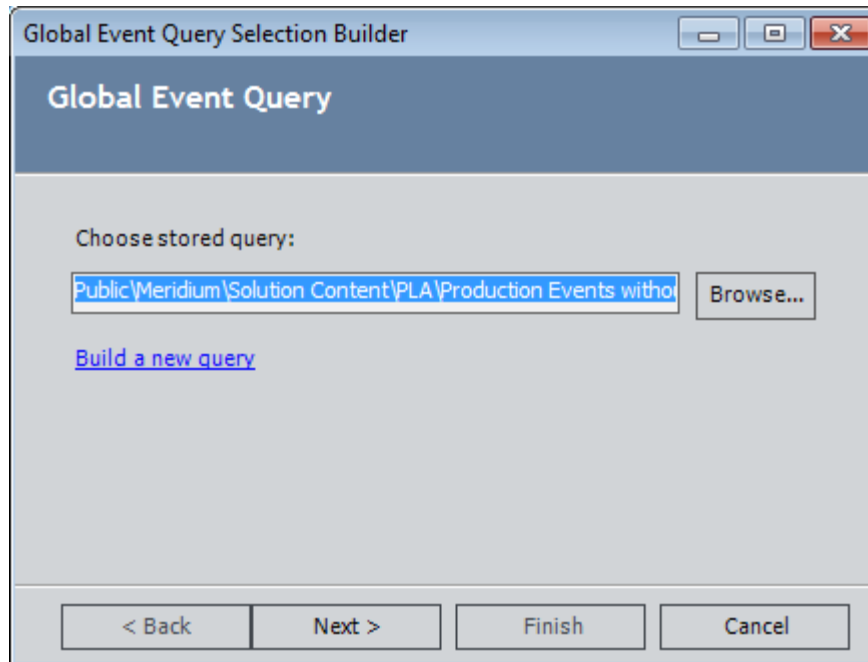 Global Event Query Selection Builder
Global Event Query
Choose stored query:
Public\Meridium\Solution Content\PLA\Production Events witho
Browse...
Build a new query
< Back Next > Finish Cancel